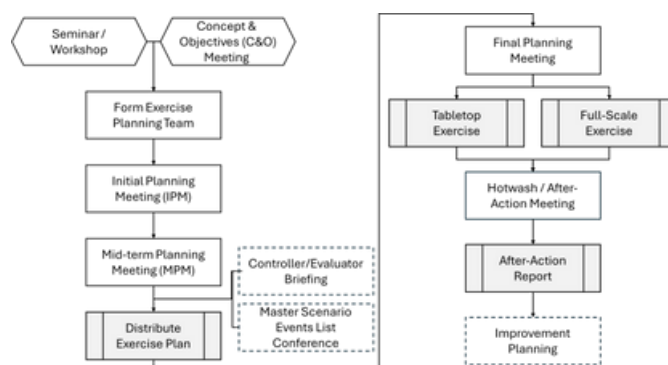 Seminar /
Workshop
Concept &
Objectives (C&O)
Meeting
Form Exercise
Planning Team
Initial Planning
Meeting (IPM)
Mid-term Planning
Meeting (MPM)
Controller/Evaluator
Briefing
Master Scenario
Events List
Conference
Distribute
Exercise Plan
Final Planning
Meeting
Tabletop
Exercise
Full-Scale
Exercise
Hotwash / After-
Action Meeting
After-Action
Report
Improvement
Planning